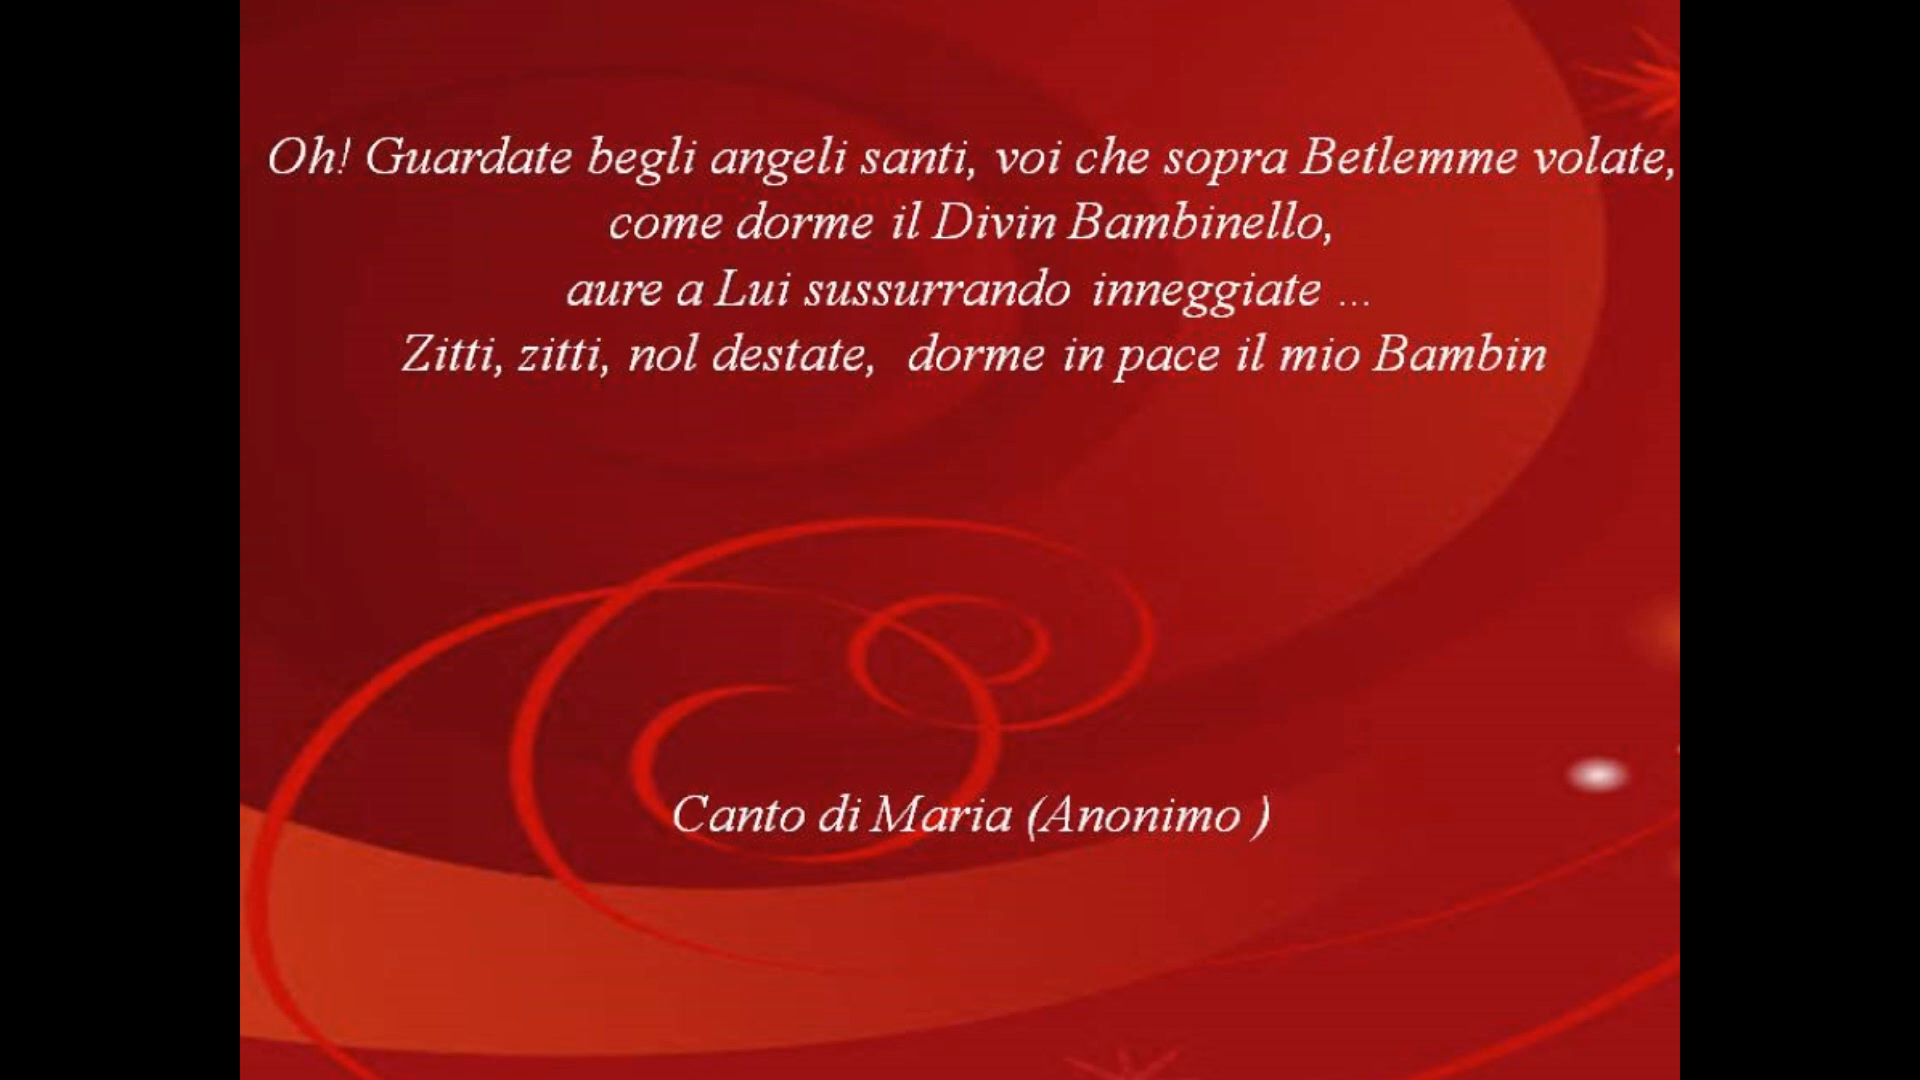 Oh! Guardate begli angeli santi, voi che sopra Betlemme volate,
come dorme il Divin Bambinello,
aure a Lui sussurrando inneggiate ...
Zitti, zitti, nol destate, dorme in pace il mio Bambin
Canto di Maria (Anonimo )